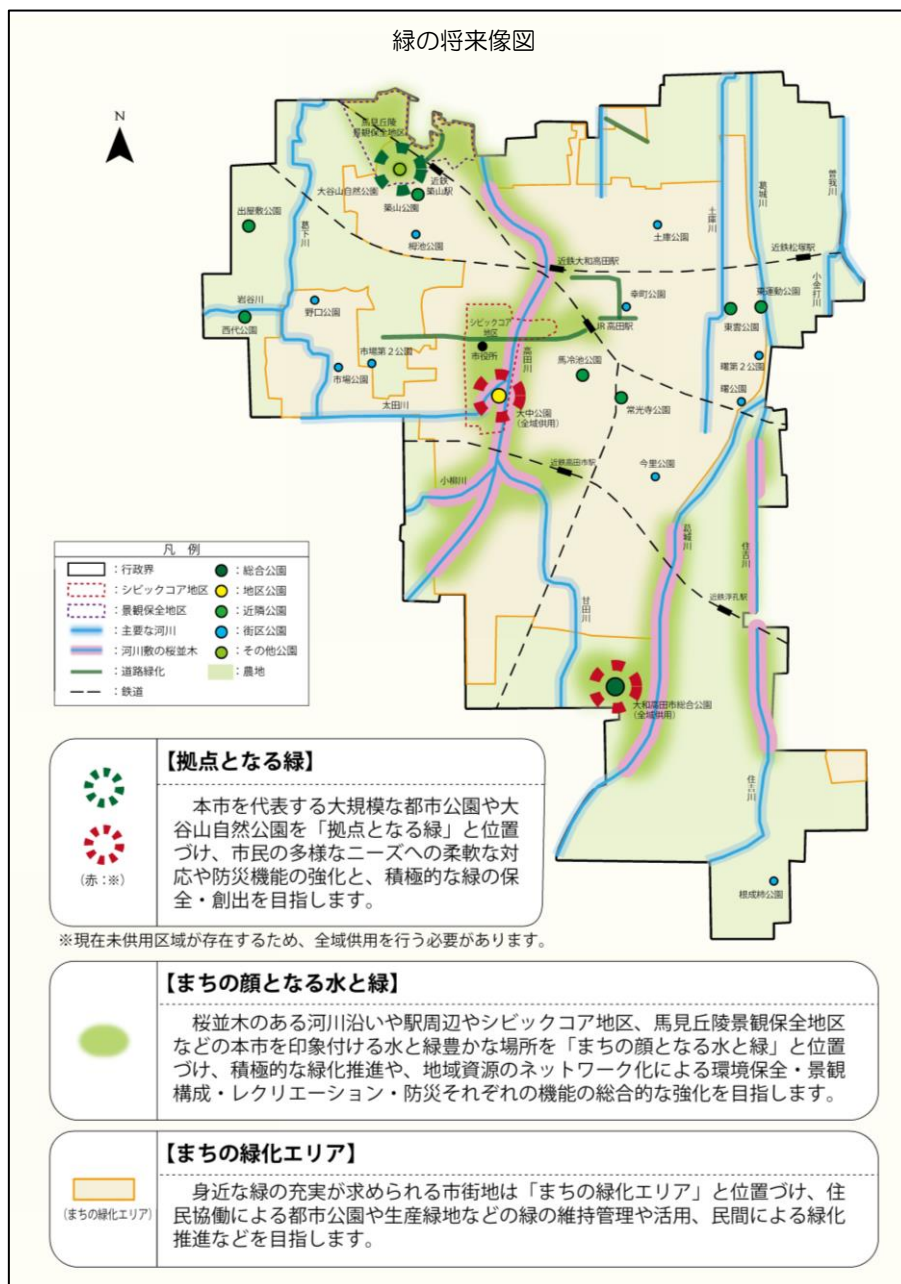 緑の将来像図
N
馬見丘陵
景観保全地区
大谷山自然公園
近鉄
築山駅
築山公園
出屋敷公園
葛下川
栂池公園
土庫公園
土庫川
葛城川
曽我川
近鉄大和高田駅
近鉄松塚駅
小金打川
岩谷川
野口公園
西代公園
シビックコア
地区
市役所
高田川
幸町公園
JR高田駅
東雲公園
東運動公園
市場第2公園
市場公園
馬冷池公園
曙第2公園
曙公園
太田川
大中公園
(全域供用)
常光寺公園
近鉄高田市駅
今里公園
小柳川
葛城川
住吉川
甘田川
近鉄浮孔駅
大和高田市総合公園
(全域供用)
住吉川
根成柿公園
凡 例
:行政界
:総合公園
:シビックコア地区
:地区公園
:景観保全地区
:近隣公園
:主要な河川
:街区公園
:河川敷の桜並木
:その他公園
:道路緑化
:農地
:鉄道
【拠点となる緑】
本市を代表する大規模な都市公園や大
谷山自然公園を「拠点となる緑」と位置
づけ、市民の多様なニーズへの柔軟な対
応や防災機能の強化と、積極的な緑の保
全・創出を目指します。
(赤:※)
※現在未供用区域が存在するため、全域供用を行う必要があります。
【まちの顔となる水と緑】
桜並木のある河川沿いや駅周辺やシビックコア地区、馬見丘陵景観保全地区
などの本市を印象付ける水と緑豊かな場所を「まちの顔となる水と緑」と位置
づけ、積極的な緑化推進や、地域資源のネットワーク化による環境保全・景観
構成・レクリエーション・防災それぞれの機能の総合的な強化を目指します。
【まちの緑化エリア】
(まちの緑化エリア)
身近な緑の充実が求められる市街地は「まちの緑化エリア」と位置づけ、住
民協働による都市公園や生産緑地などの緑の維持管理や活用、民間による緑化
推進などを目指します。